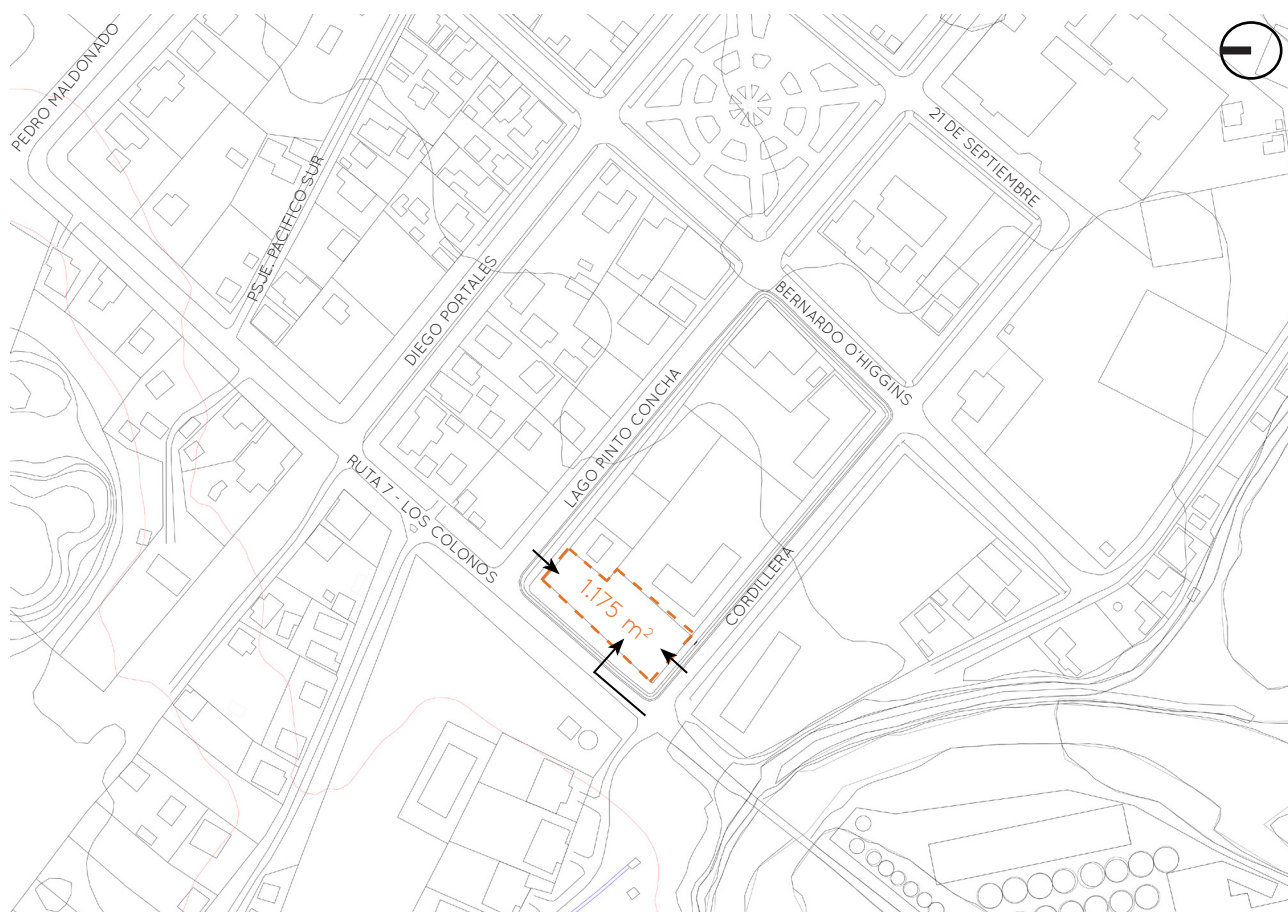 PEDRO MALDONADO
21 DE SEPTIEMBRE
PSJE. PACIFICO SUR
DIEGO PORTALES
BERNARDO O'HIGGINS
LAGO PINTO CONCHA
RUTA 7 - LOS COLONOS
CORDILLERA
1.175 m²